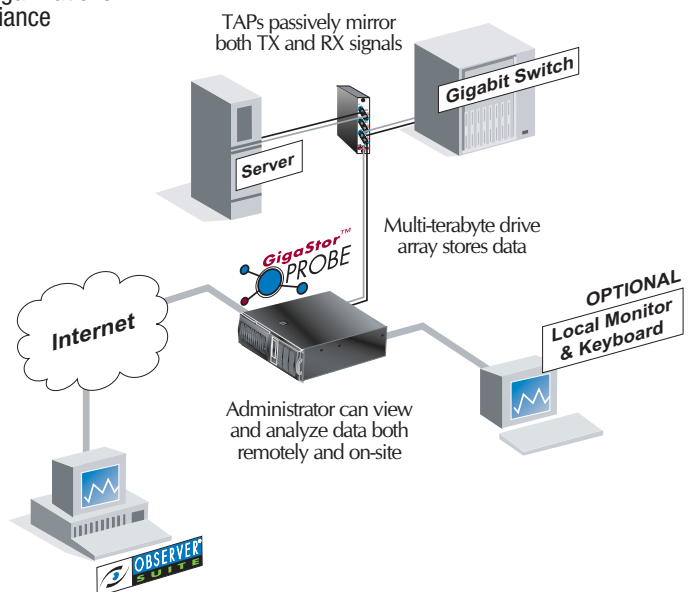 iance
TAPs passively mirror
both TX and RX signals
Gigabit Switch
Server
Multi-terabyte drive
array stores data
GigaStor™
PROBE
OPTIONAL
Local Monitor
& Keyboard
Internet
Administrator can view
and analyze data both
remotely and on-site
OBSERVER®
SUITE